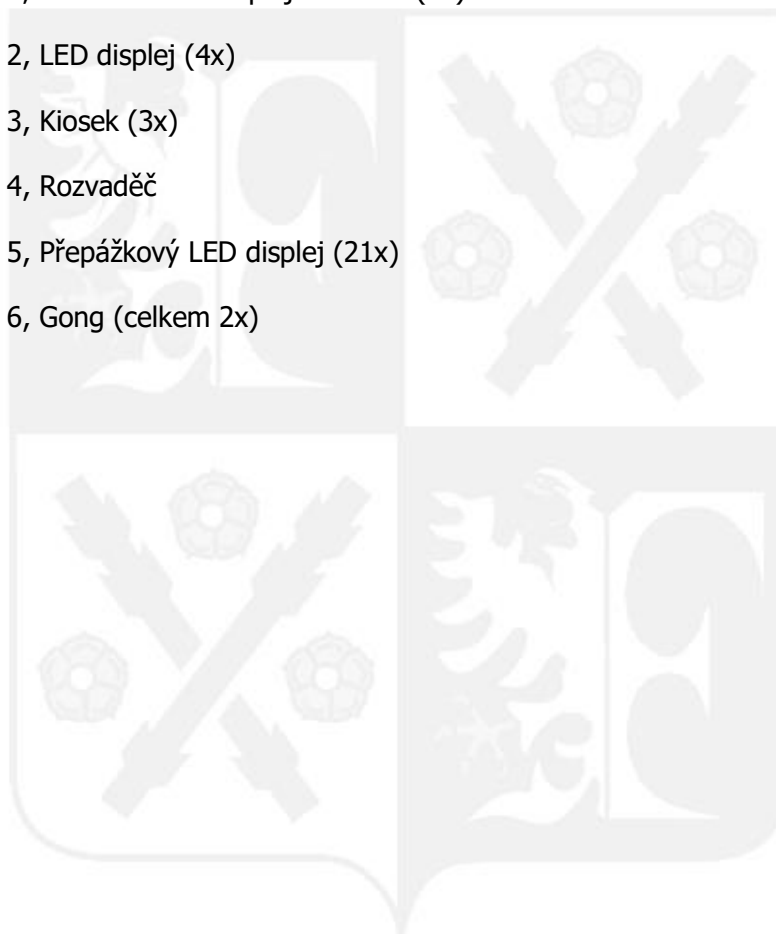 2, LED displej (4x)
3, Kiosek (3x)
4, Rozvaděč
5, Přepážkový LED displej (21x)
6, Gong (celkem 2x)